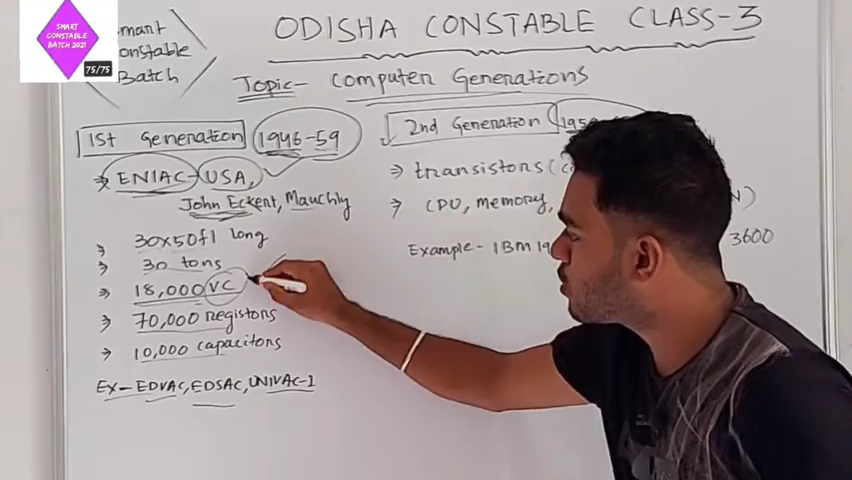 SMART
CONSTABLE
BATCH 2021
75/75
Smart
Constable
Batch
ODISHA CONSTABLE CLASS-3
Topic- Computer Generations
1st Generation 1946-59
⇒ ENIAC-USA,
John Eckert, Mauchly
⇒ 30x50ft long
⇒ 30 tons
⇒ 18,000 VC
⇒ 70,000 registors
⇒ 10,000 capacitors
Ex- EDVAC, EDSAC, UNIVAC-1
2nd Generation
⇒ transistors (
⇒ CPU, memory,
Example- IBM
3600